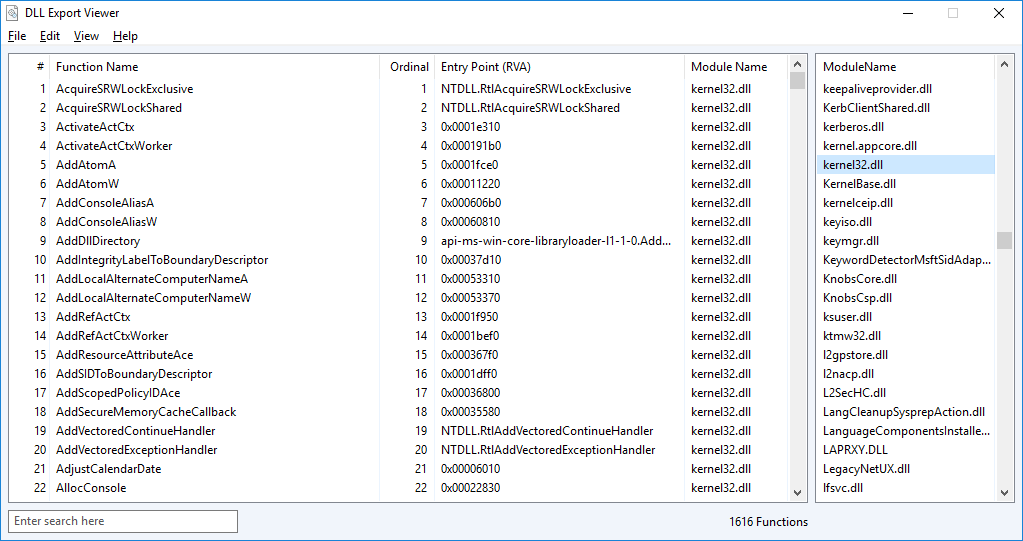 DLL Export Viewer
File Edit View Help
# Function Name Ordinal Entry Point (RVA) Module Name ModuleName
1 AcquireSRWLockExclusive 1 NTDLL.RtlAcquireSRWLockExclusive kernel32.dll keepaliveprovider.dll
2 AcquireSRWLockShared 2 NTDLL.RtlAcquireSRWLockShared kernel32.dll KerbClientShared.dll
3 ActivateActCtx 3 0x0001e310 kernel32.dll kerberos.dll
4 ActivateActCtxWorker 4 0x000191b0 kernel32.dll kernel.appcore.dll
5 AddAtomA 5 0x0001fce0 kernel32.dll kernel32.dll
6 AddAtomW 6 0x00011220 kernel32.dll KernelBase.dll
7 AddConsoleAliasA 7 0x000606b0 kernel32.dll kernelceip.dll
8 AddConsoleAliasW 8 0x00060810 kernel32.dll keyiso.dll
9 AddDllDirectory 9 api-ms-win-core-libraryloader-l1-1-0.Add... kernel32.dll keymgr.dll
10 AddIntegrityLabelToBoundaryDescriptor 10 0x00037d10 kernel32.dll KeywordDetectorMsftSidAdap...
11 AddLocalAlternateComputerNameA 11 0x00053310 kernel32.dll KnobsCore.dll
12 AddLocalAlternateComputerNameW 12 0x00053370 kernel32.dll KnobsCsp.dll
13 AddRefActCtx 13 0x0001f950 kernel32.dll ksuser.dll
14 AddRefActCtxWorker 14 0x0001bef0 kernel32.dll ktmw32.dll
15 AddResourceAttributeAce 15 0x000367f0 kernel32.dll l2gpstore.dll
16 AddSIDToBoundaryDescriptor 16 0x0001dff0 kernel32.dll l2nacp.dll
17 AddScopedPolicyIDAce 17 0x00036800 kernel32.dll L2SecHC.dll
18 AddSecureMemoryCacheCallback 18 0x00035580 kernel32.dll LangCleanupSysprepAction.dll
19 AddVectoredContinueHandler 19 NTDLL.RtlAddVectoredContinueHandler kernel32.dll LanguageComponentsInstalle...
20 AddVectoredExceptionHandler 20 NTDLL.RtlAddVectoredExceptionHandler kernel32.dll LAPRXY.DLL
21 AdjustCalendarDate 21 0x00006010 kernel32.dll LegacyNetUX.dll
22 AllocConsole 22 0x00022830 kernel32.dll lfsvc.dll
Enter search here 1616 Functions